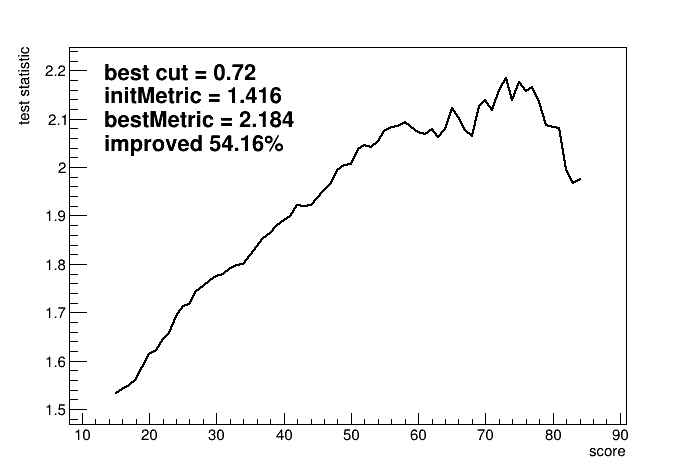 test statistic
best cut = 0.72
initMetric = 1.416
bestMetric = 2.184
improved 54.16%
2.2
2.1
2
1.9
1.8
1.7
1.6
1.5
10 20 30 40 50 60 70 80 90
score